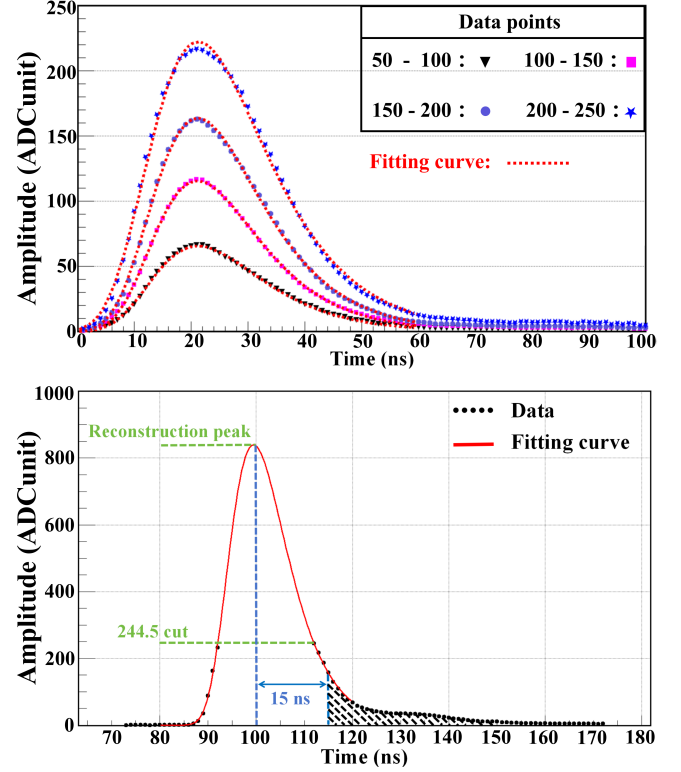 250
200
150
100
50
0
Amplitude (ADCunit)
Data points
50 - 100 : 100 - 150 :
150 - 200 : 200 - 250 :
Fitting curve:
0 10 20 30 40 50 60 70 80 90 100
Time (ns)
1000
800
600
400
200
0
Amplitude (ADCunit)
Data
Fitting curve
Reconstruction peak
244.5 cut
15 ns
70 80 90 100 110 120 130 140 150 160 170 180
Time (ns)